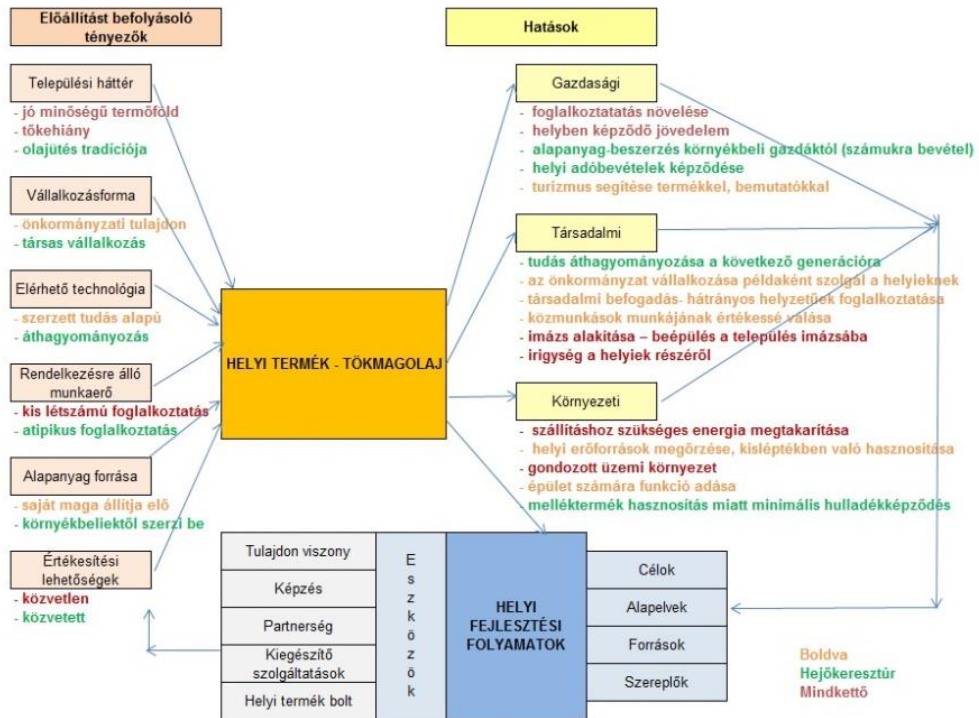 Előállítást befolyásoló
tényezők
Települési háttér
- jó minőségű termőföld
- tőkehiány
- olajütés tradíciója
Vállalkozásforma
- önkormányzati tulajdon
- társas vállalkozás
Elérhető technológia
- szerzett tudás alapú
- áthagyományozás
Rendelkezésre álló
munkaerő
- kis létszámú foglalkoztatás
- atipikus foglalkoztatás
Alapanyag forrása
- saját maga állítja elő
- környékbeliektől szerzi be
Értékesítési
lehetőségek
- közvetlen
- közvetett
HELYI TERMÉK - TÖKMAGOLAJ
Hatások
Gazdasági
- foglalkoztatatás növelése
- helyben képződő jövedelem
- alapanyag-beszerzés környékbeli gazdáktól (számukra bevétel)
- helyi adóbevételek képződése
- turizmus segítése termékkel, bemutatókkal
Társadalmi
- tudás áthagyományozása a következő generációra
- az önkormányzat vállalkozása példaként szolgál a helyieknek
- társadalmi befogadás- hátrányos helyzetűek foglalkoztatása
- közmunkások munkájának értékessé válása
- imázs alakítása – beépülés a település imázsába
- irigység a helyiek részéről
Környezeti
- szállításhoz szükséges energia megtakarítása
- helyi erőforrások megőrzése, kisléptékben való hasznosítása
- gondozott üzemi környezet
- épület számára funkció adása
- melléktermék hasznosítás miatt minimális hulladékképződés
Tulajdon viszony
Képzés
Partnerség
Kiegészítő
szolgáltatások
Helyi termék bolt
E
s
z
k
ö
z
ö
k
HELYI
FEJLESZTÉSI
FOLYAMATOK
Célok
Alapelvek
Források
Szereplők
Boldva
Hejőkeresztúr
Mindkettő